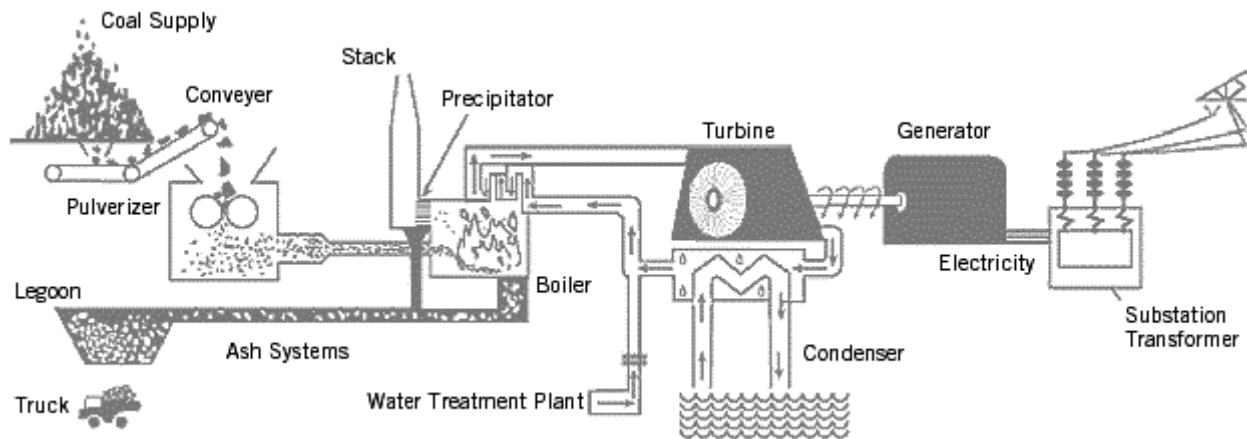 Coal Supply
Stack
Conveyer
Precipitator
Turbine
Generator
Pulverizer
Electricity
Legoon
Boiler
Substation
Transformer
Ash Systems
Condenser
Truck
Water Treatment Plant